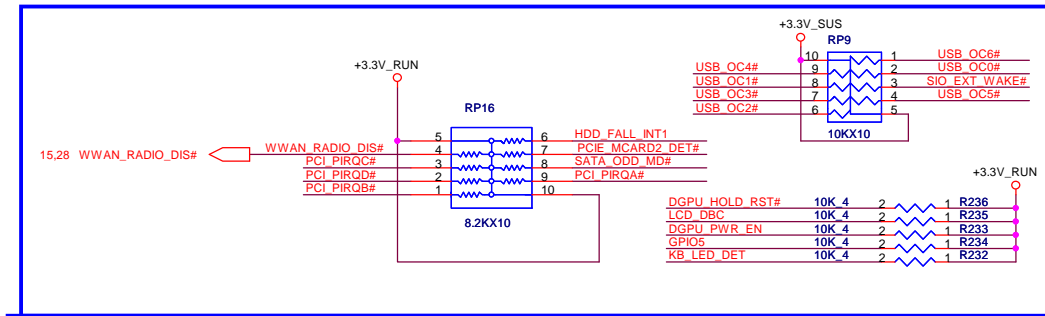 +3.3V_SUS
RP9
10 1 USB_OC6#
USB_OC4# 9 2 USB_OC0#
USB_OC1# 8 3 SIO_EXT_WAKE#
USB_OC3# 7 4 USB_OC5#
USB_OC2# 6 5
10KX10
+3.3V_RUN
RP16
5 6 HDD_FALL_INT1
15,28 WWAN_RADIO_DIS# WWAN_RADIO_DIS# 4 7 PCIE_MCARD2_DET#
PCI_PIRQC# 3 8 SATA_ODD_MD#
PCI_PIRQD# 2 9 PCI_PIRQA#
PCI_PIRQB# 1 10
8.2KX10
+3.3V_RUN
DGPU_HOLD_RST# 10K_4 2 1 R236
LCD_DBC 10K_4 2 1 R235
DGPU_PWR_EN 10K_4 2 1 R233
GPIO5 10K_4 2 1 R234
KB_LED_DET 10K_4 2 1 R232